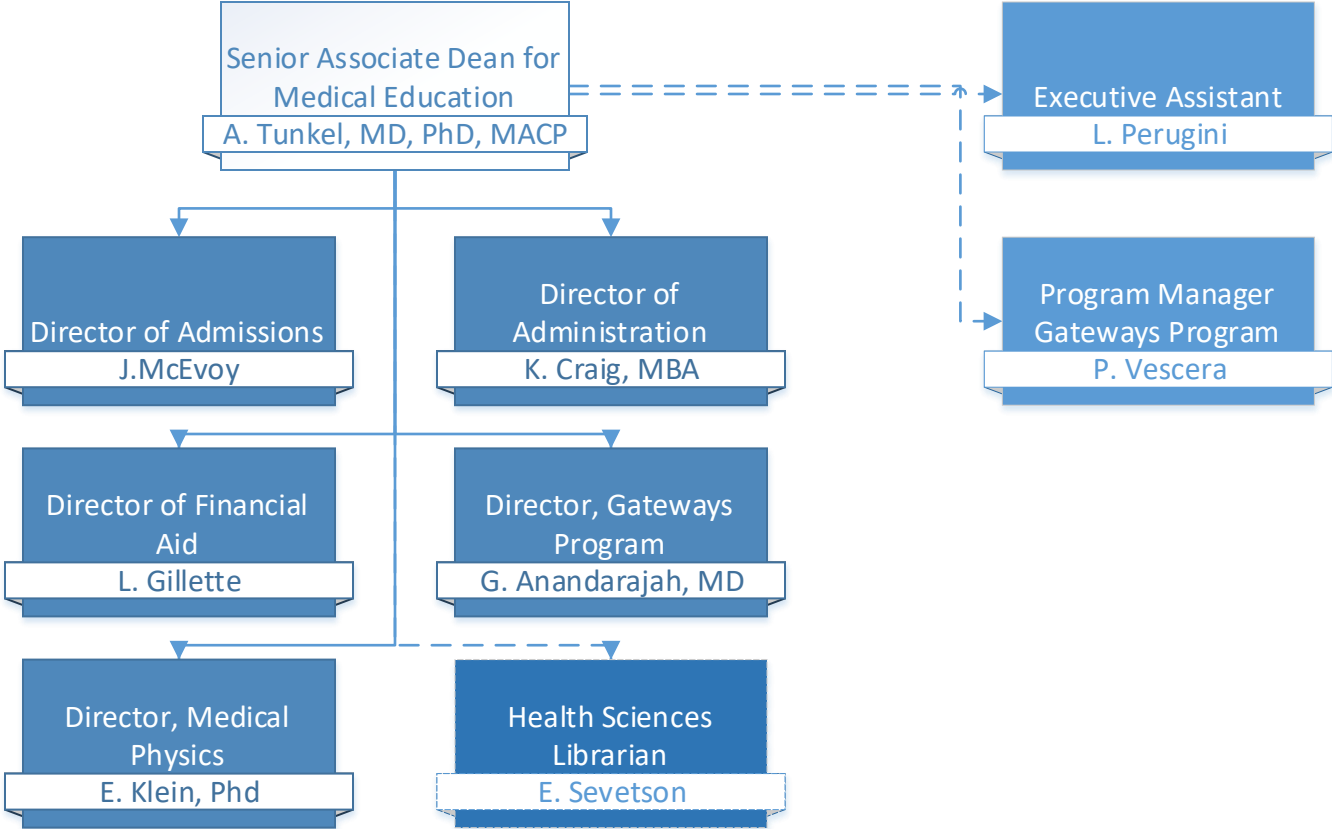 Senior Associate Dean for
Medical Education
A. Tunkel, MD, PhD, MACP
Executive Assistant
L. Perugini
Director of Admissions
J.McEvoy
Director of
Administration
K. Craig, MBA
Program Manager
Gateways Program
P. Vescera
Director of Financial
Aid
L. Gillette
Director, Gateways
Program
G. Anandarajah, MD
Director, Medical
Physics
E. Klein, Phd
Health Sciences
Librarian
E. Sevetson